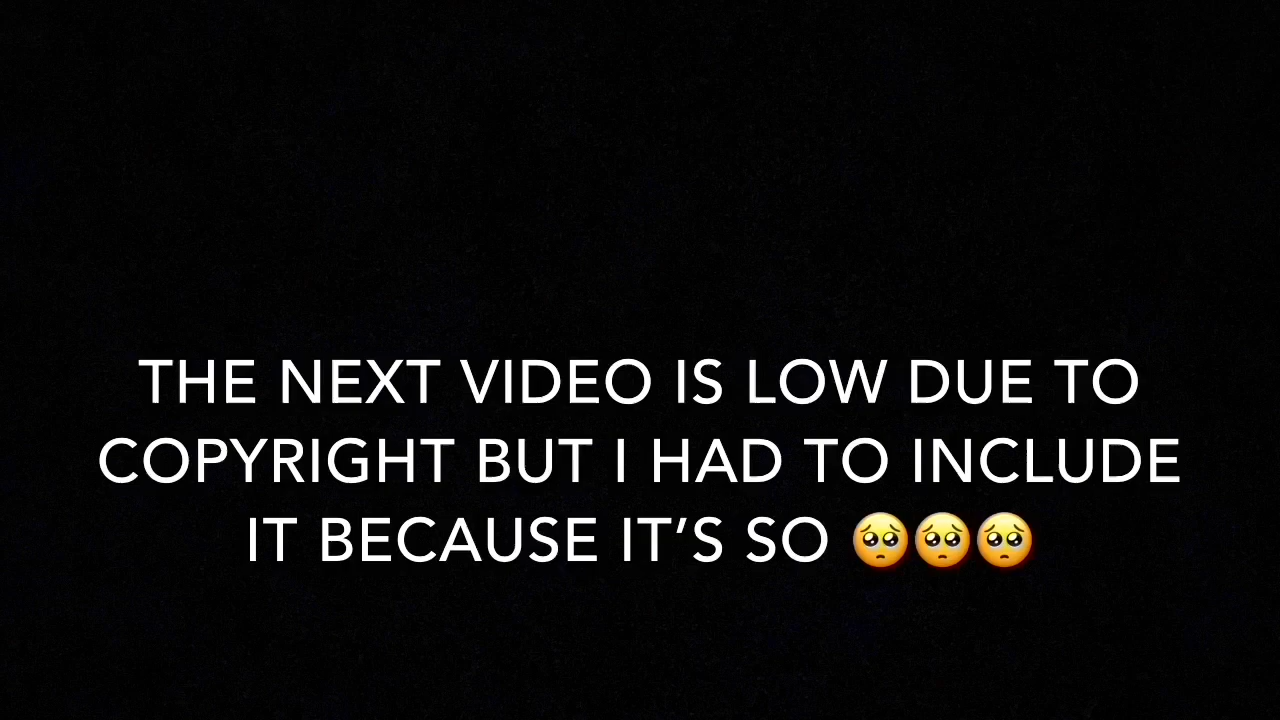 THE NEXT VIDEO IS LOW DUE TO
COPYRIGHT BUT I HAD TO INCLUDE
IT BECAUSE IT’S SO 🥺🥺🥺